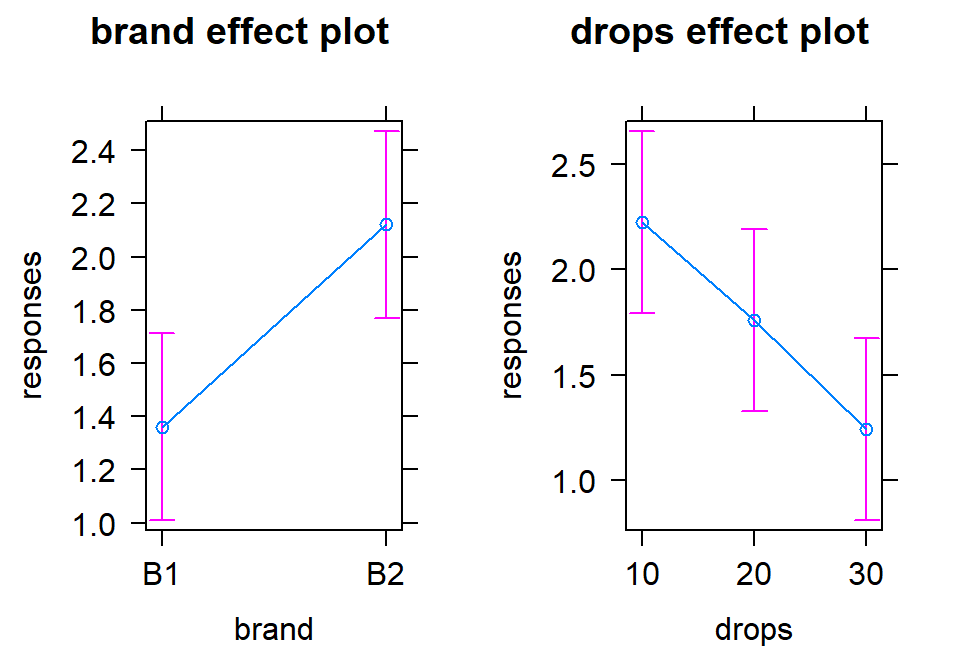 brand effect plot
responses
2.4
2.2
2.0
1.8
1.6
1.4
1.2
1.0
B1 B2
brand
drops effect plot
responses
2.5
2.0
1.5
1.0
10 20 30
drops